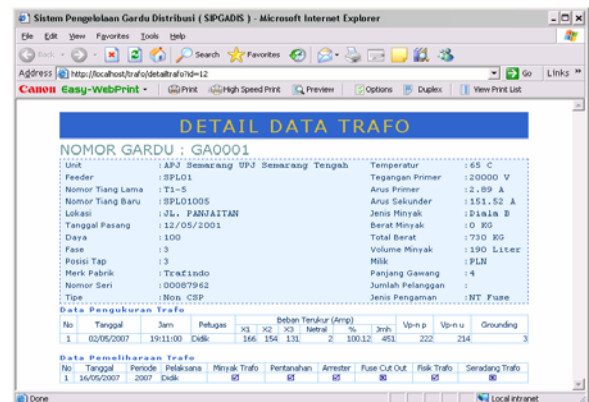 Sistem Pengelolaan Gardu Distribusi ( SIPGADIS ) - Microsoft Internet Explorer
File Edit View Favorites Tools Help
Back Search Favorites
Address http://localhost/trafo/detailtrafo?id=12 Go Links »
Canon Easy-WebPrint Print High Speed Print Preview Options Duplex View Print List
DETAIL DATA TRAFO
NOMOR GARDU : GA0001
Unit : APJ Semarang UPJ Semarang Tengah Temperatur : 65 C
Feeder : SPL01 Tegangan Primer : 20000 V
Nomor Tiang Lama : T1-5 Arus Primer : 2.89 A
Nomor Tiang Baru : SPL01005 Arus Sekunder : 151.52 A
Lokasi : JL. PANJAITAN Jenis Minyak : Diala B
Tanggal Pasang : 12/05/2001 Berat Minyak : 0 KG
Daya : 100 Total Berat : 730 KG
Fase : 3 Volume Minyak : 190 Liter
Posisi Tap : 3 Milik : PLN
Merk Pabrik : Trafindo Panjang Gawang : 4
Nomor Seri : 00087962 Jumlah Pelanggan :
Tipe : Non CSP Jenis Pengaman : NT Fuse
Data Pengukuran Trafo
No Tanggal Jam Petugas Beban Terukur (Amp) Vp-n p Vp-n u Grounding
X1 X2 X3 Netral % Jmh
1 02/05/2007 19:11:00 Didik 166 154 131 2 100.12 451 222 214 3
Data Pemeliharaan Trafo
No Tanggal Periode Pelaksana Minyak Trafo Pentanahan Arrester Fuse Cut Out Fisik Trafo Seradang Trafo
1 16/05/2007 2007 Didik
Done Local intranet